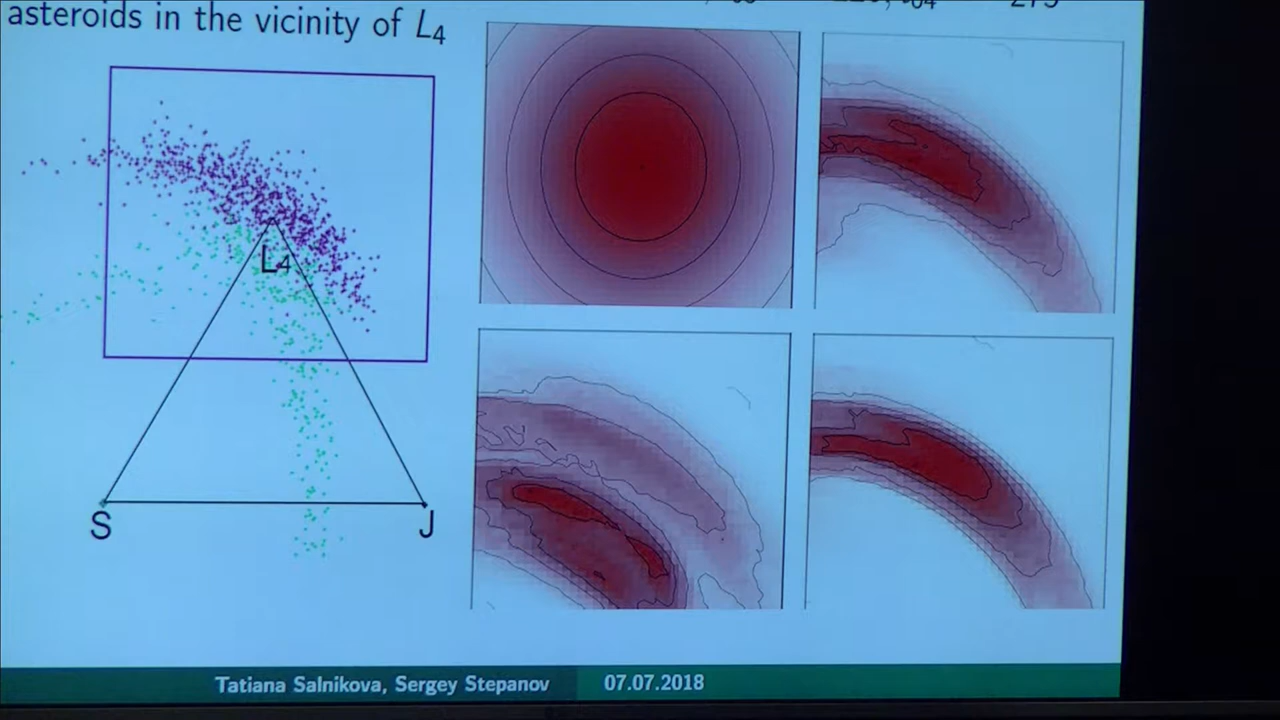 asteroids in the vicinity of L4
L4
S
J
Tatiana Salnikova, Sergey Stepanov
07.07.2018